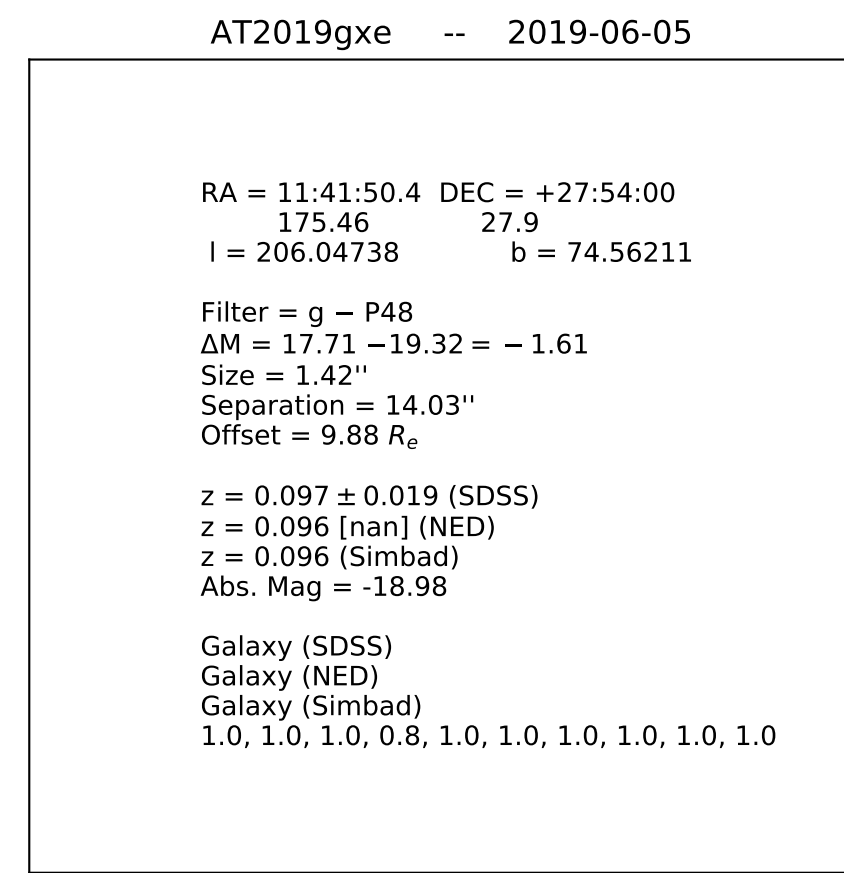 AT2019gxe -- 2019-06-05
RA = 11:41:50.4 DEC = +27:54:00
175.46 27.9
l = 206.04738 b = 74.56211
Filter = g − P48
ΔM = 17.71 −19.32 = − 1.61
Size = 1.42''
Separation = 14.03''
Offset = 9.88 Rₑ
z = 0.097 ± 0.019 (SDSS)
z = 0.096 [nan] (NED)
z = 0.096 (Simbad)
Abs. Mag = -18.98
Galaxy (SDSS)
Galaxy (NED)
Galaxy (Simbad)
1.0, 1.0, 1.0, 0.8, 1.0, 1.0, 1.0, 1.0, 1.0, 1.0